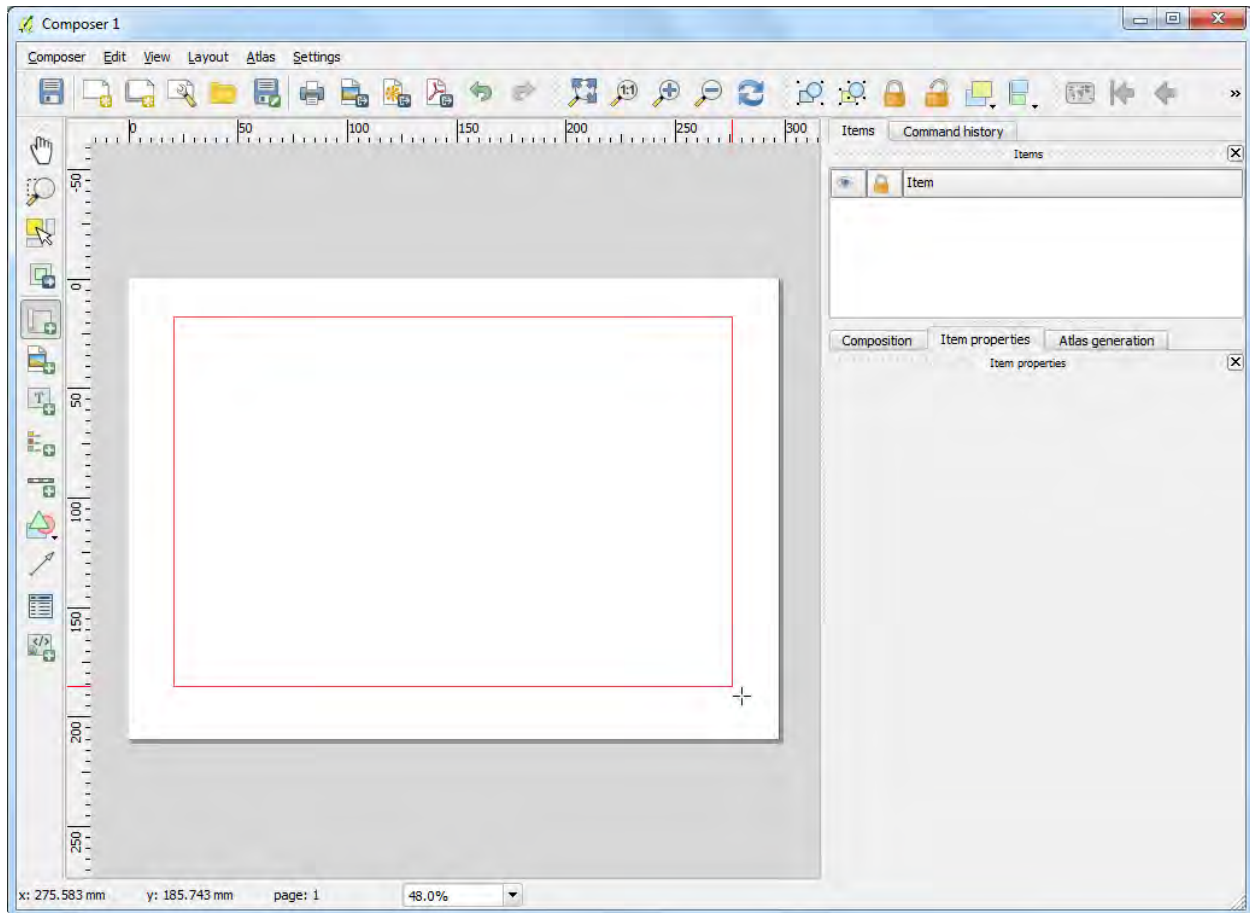 Composer 1
Composer Edit View Layout Atlas Settings
1:1
»
0 50 100 150 200 250 300
Items Command history
Items
Item
-50
0
50
100
150
200
250
Composition Item properties Atlas generation
Item properties
T
</>
x: 275.583 mm y: 185.743 mm page: 1 48.0%